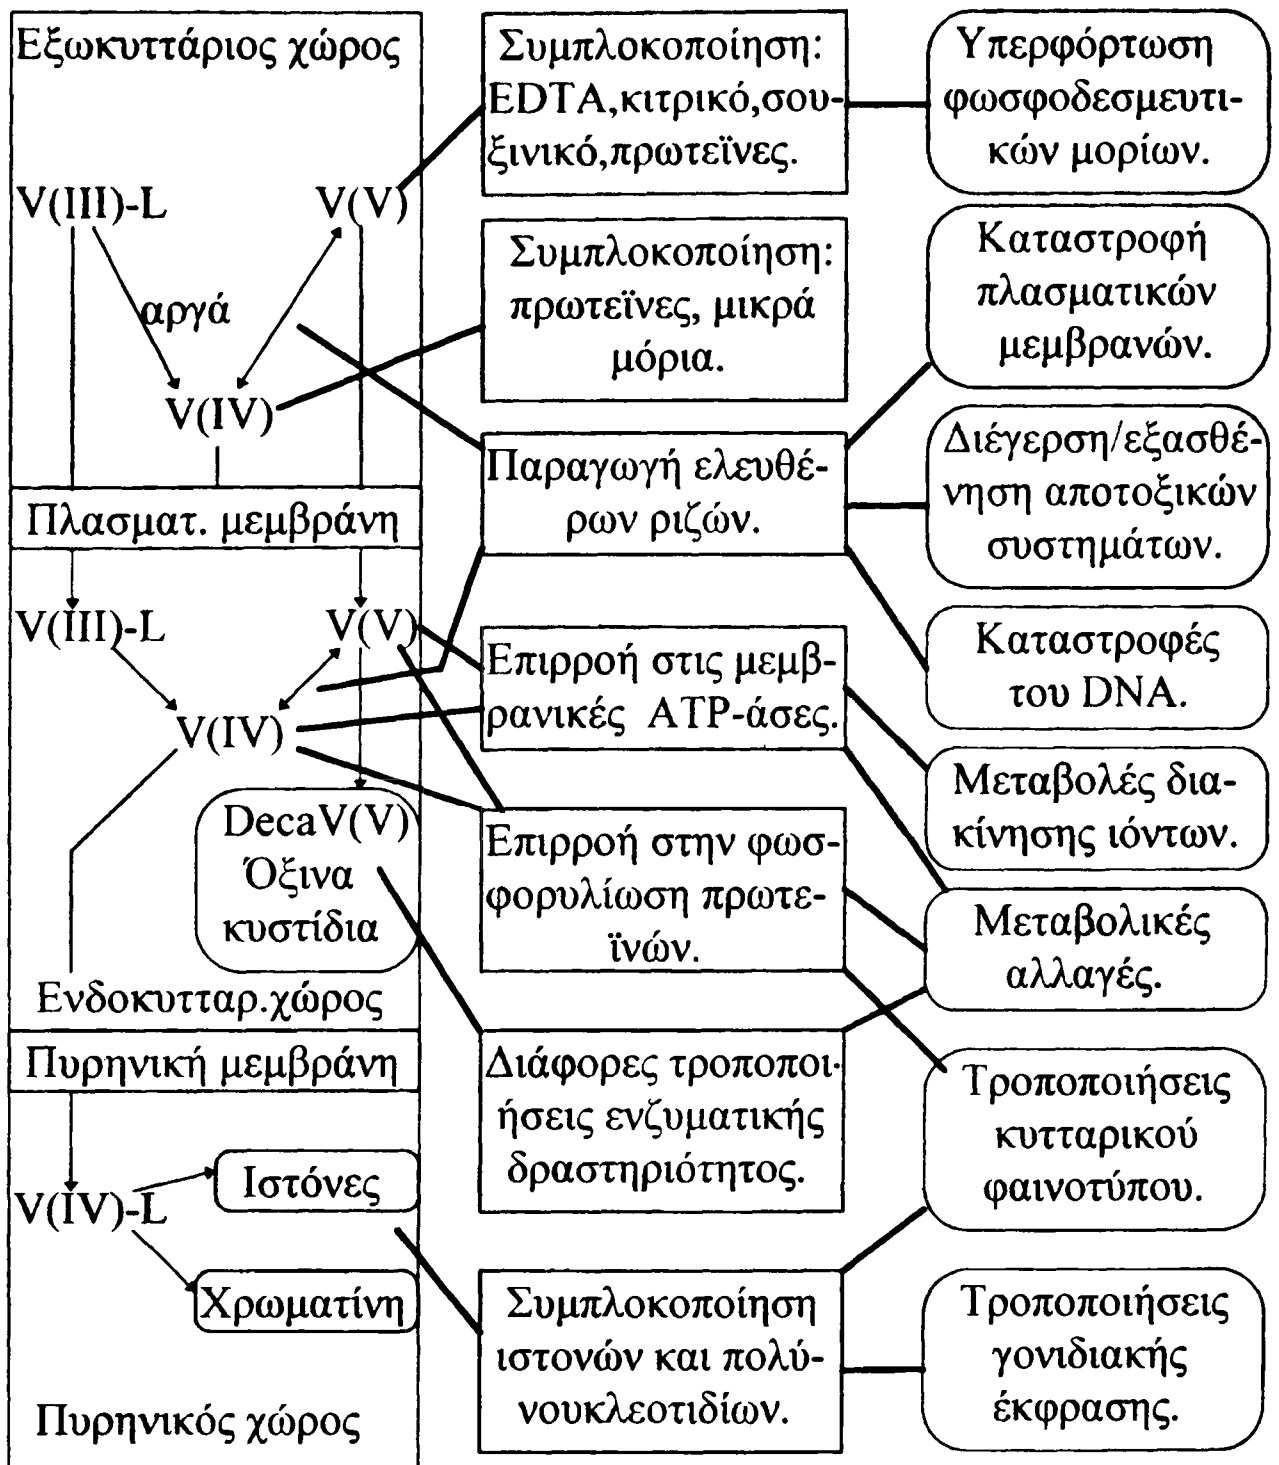 Εξωκυττάριος χώρος
V(III)-L
V(V)
αργά
V(IV)
Πλασματ. μεμβράνη
V(III)-L
V(V)
V(IV)
DecaV(V)
Όξινα
κυστίδια
Ενδοκυτταρ.χώρος
Πυρηνική μεμβράνη
V(IV)-L
Ιστόνες
Χρωματίνη
Πυρηνικός χώρος
Συμπλοκοποίηση:
EDTA,κιτρικό,σου-
ξινικό,πρωτεϊνες.
Συμπλοκοποίηση:
πρωτεϊνες, μικρά
μόρια.
Παραγωγή ελευθέ-
ρων ριζών.
Επιρροή στις μεμβ-
ρανικές ATP-άσες.
Επιρροή στην φωσ-
φορυλίωση πρωτε-
ϊνών.
Διάφορες τροποποι-
ήσεις ενζυματικής
δραστηριότητος.
Συμπλοκοποίηση
ιστονών και πολύ-
νουκλεοτιδίων.
Υπερφόρτωση
φωσφοδεσμευτι-
κών μορίων.
Καταστροφή
πλασματικών
μεμβρανών.
Διέγερση/εξασθέ-
νηση αποτοξικών
συστημάτων.
Καταστροφές
του DNA.
Μεταβολές δια-
κίνησης ιόντων.
Μεταβολικές
αλλαγές.
Τροποποιήσεις
κυτταρικού
φαινοτύπου.
Τροποποιήσεις
γονιδιακής
έκφρασης.